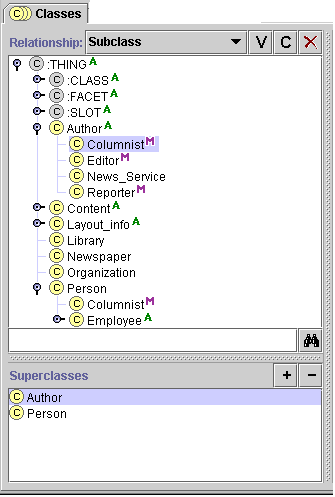 Classes
Relationship: Subclass V C
C :THING A
C :CLASS A
C :FACET A
C :SLOT A
C Author A
C Columnist M
C Editor M
C News_Service
C Reporter M
C Content A
C Layout_info A
C Library
C Newspaper
C Organization
C Person
C Columnist M
C Employee A
Superclasses + −
C Author
C Person